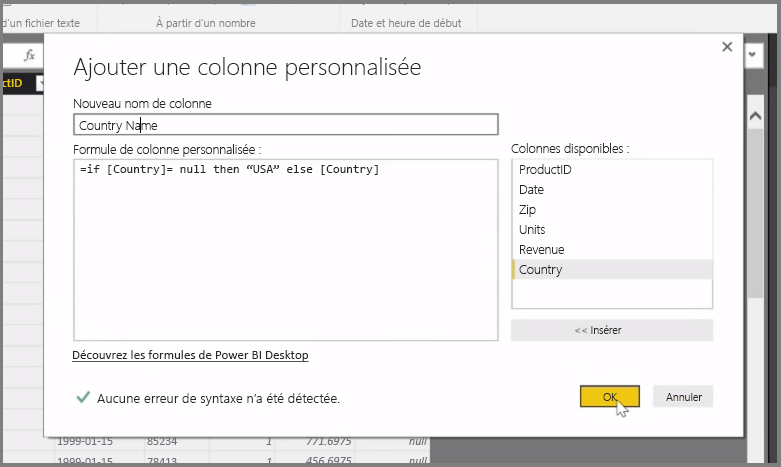 d'un fichier texte
À partir d'un nombre
Date et heure de début
fx
ctID
Ajouter une colonne personnalisée
Nouveau nom de colonne
Country Name
Formule de colonne personnalisée :
=if [Country]= null then “USA” else [Country]
Colonnes disponibles :
ProductID
Date
Zip
Units
Revenue
Country
<< Insérer
Découvrez les formules de Power BI Desktop
Aucune erreur de syntaxe n'a été détectée.
OK
Annuler
1999-01-15 85234 1 771.6975 null
1999-01-15 78413 1 456.6975 null